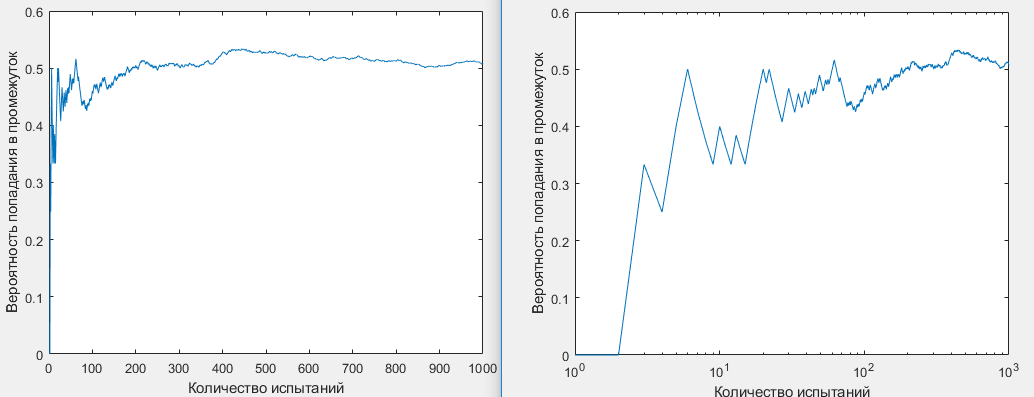 0.6
0.5
0.4
0.3
0.2
0.1
0
0 100 200 300 400 500 600 700 800 900 1000
Количество испытаний
Вероятность попадания в промежуток
0.6
0.5
0.4
0.3
0.2
0.1
0
10^0 10^1 10^2 10^3
Количество испытаний
Вероятность попадания в промежуток